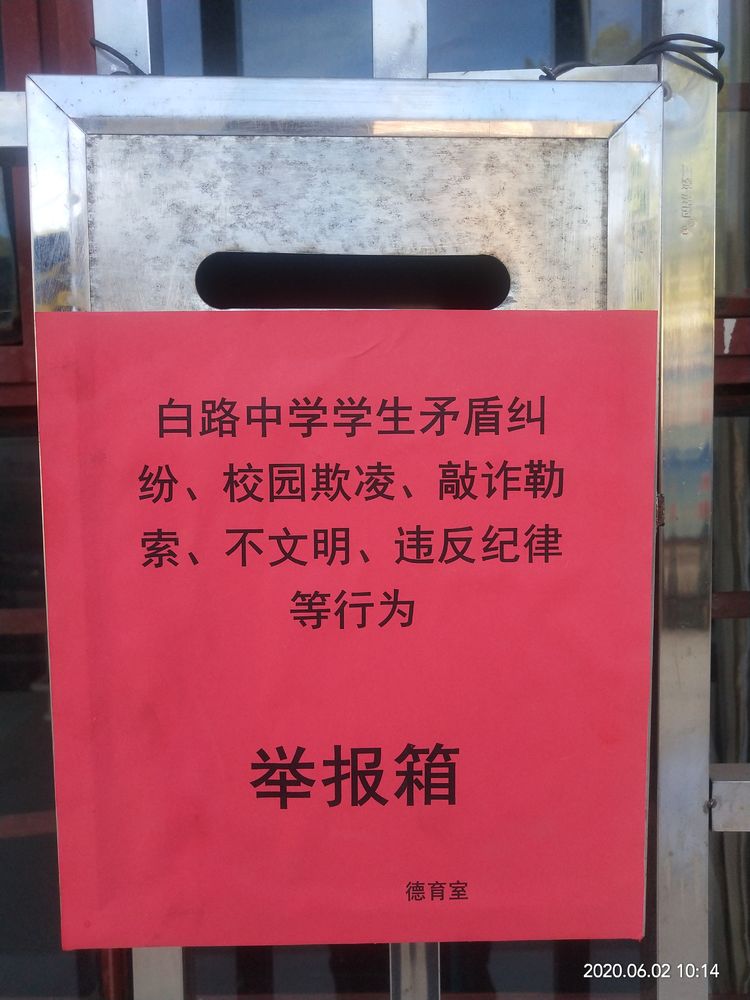 白路中学学生矛盾纠
纷、校园欺凌、敲诈勒
索、不文明、违反纪律
等行为
举报箱
德育室
2020.06.02 10:14